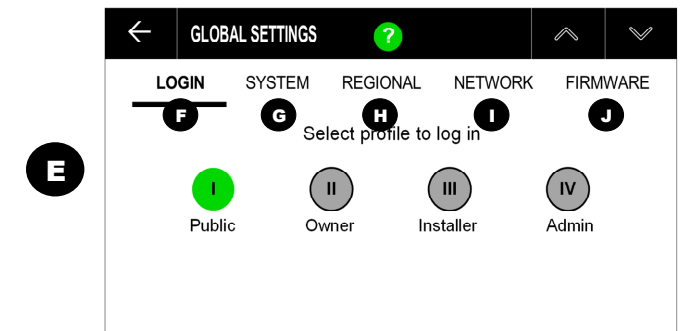 GLOBAL SETTINGS ?
LOGIN SYSTEM REGIONAL NETWORK FIRMWARE
F G H I J
Select profile to log in
E
I II III IV
Public Owner Installer Admin